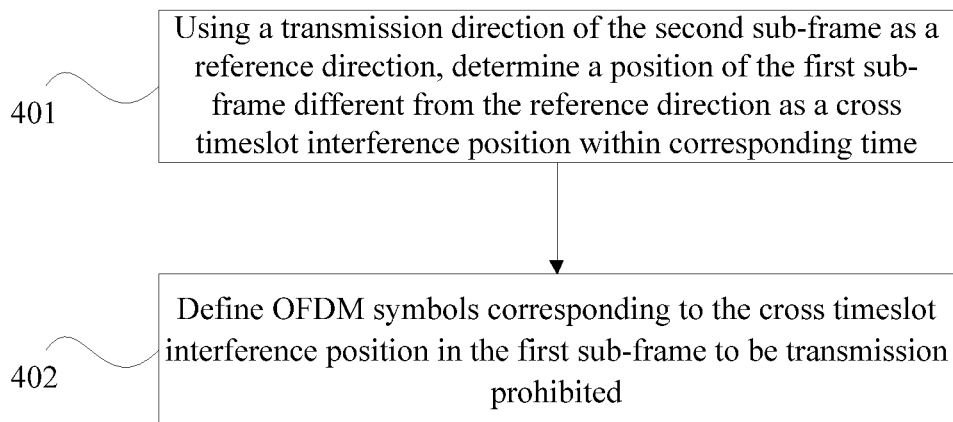 Using a transmission direction of the second sub-frame as a
reference direction, determine a position of the first sub-
frame different from the reference direction as a cross
timeslot interference position within corresponding time
401
Define OFDM symbols corresponding to the cross timeslot
interference position in the first sub-frame to be transmission
prohibited
402